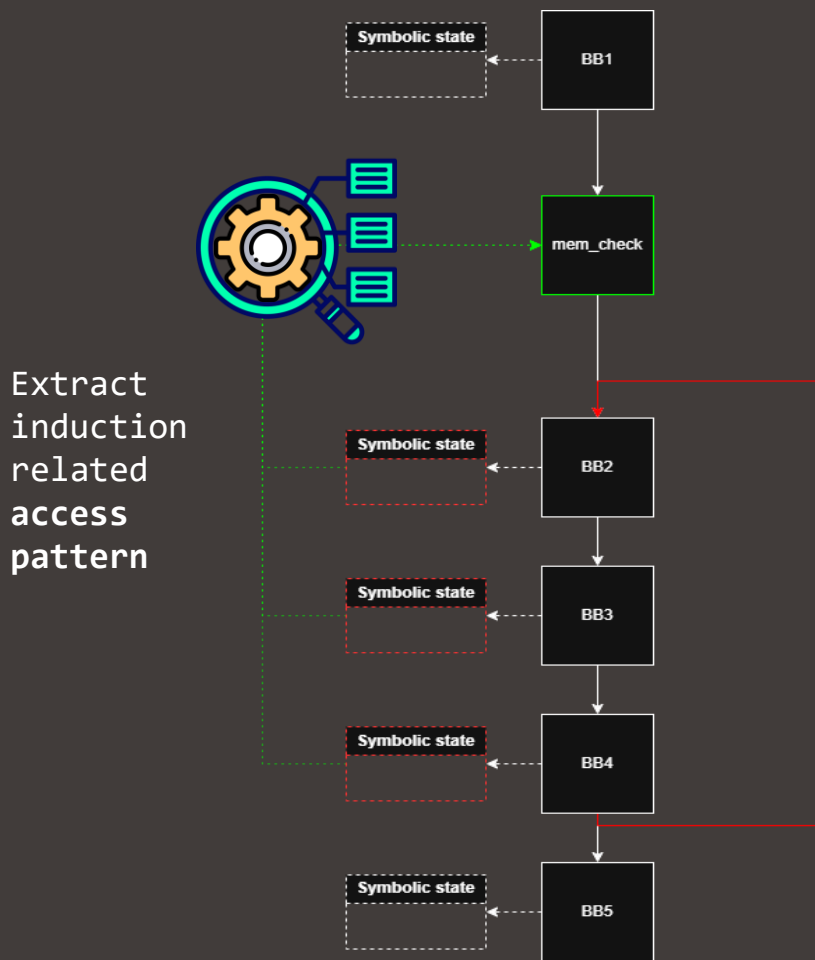 Symbolic state
BB1
mem_check
Extract
induction
related
access
pattern
Symbolic state
BB2
Symbolic state
BB3
Symbolic state
BB4
Symbolic state
BB5